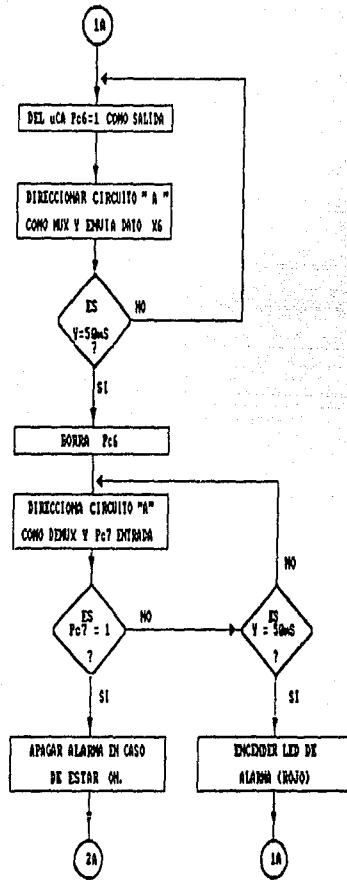 1A
DEL uCA Pc6=1 COMO SALIDA
DIRECCIONAR CIRCUITO " A "
COMO MUX Y ENVIA DATO X6
ES
V=50mS
?
NO
SI
BORRA Pc6
DIRECCIONA CIRCUITO "A"
COMO DEMUX Y Pc7 ENTRADA
NO
ES
Pc7 = 1
?
NO
ES
V = 50mS
?
SI
SI
APAGAR ALARMA EN CASO
DE ESTAR ON.
ENCENDER LED DE
ALARMA (ROJO)
2A
1A